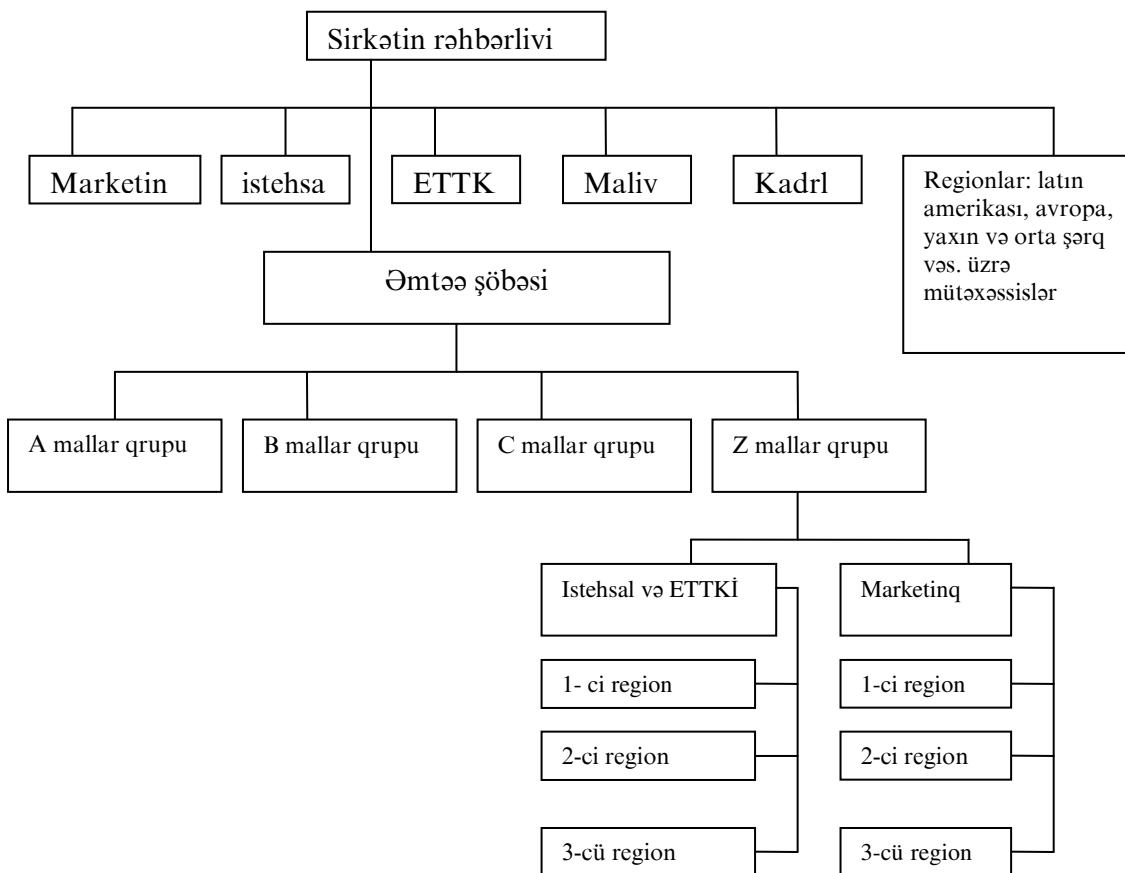 Sirkətin rəhbərlivi
Marketin
istehsa
ETTK
Maliv
Kadrl
Regionlar: latın
amerikası, avropa,
yaxın və orta şərq
vəs. üzrə
mütəxəssislər
Əmtəə şöbəsi
A mallar qrupu
B mallar qrupu
C mallar qrupu
Z mallar qrupu
Istehsal və ETTKİ
Marketinq
1- ci region
1-ci region
2-ci region
2-ci region
3-cü region
3-cü region